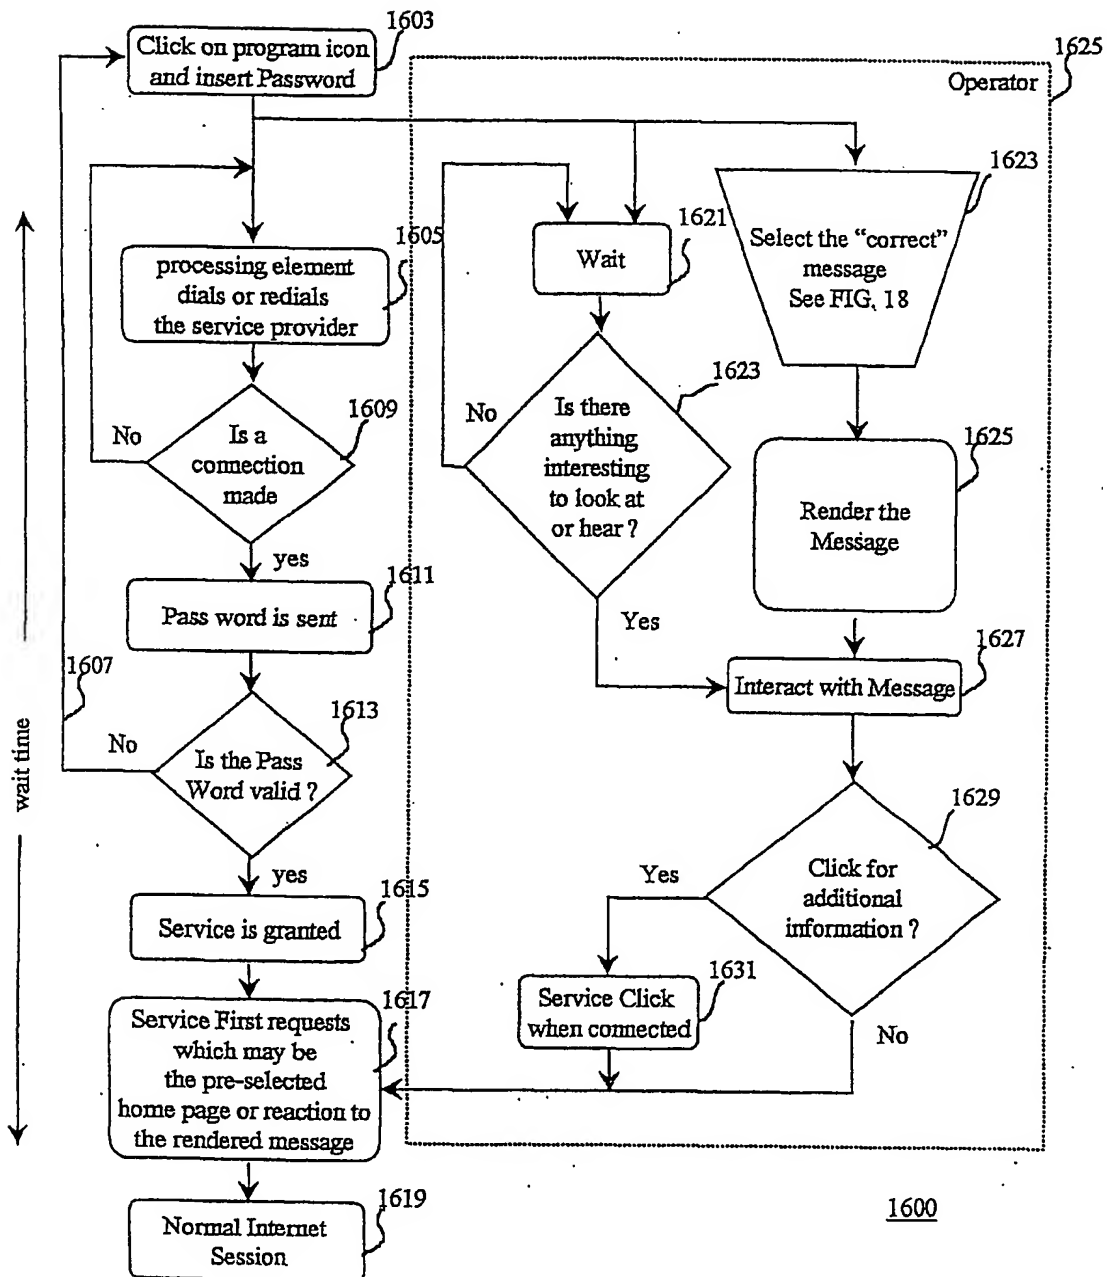 1603
Click on program icon
and insert Password
1625
Operator
1623
Select the “correct”
message
See FIG. 18
1605
processing element
dials or redials
the service provider
1621
Wait
1609
No
Is a
connection
made
yes
1623
No
Is there
anything
interesting
to look at
or hear ?
Yes
1625
Render the
Message
1611
Pass word is sent
1607
1627
Interact with Message
wait time
1613
No
Is the Pass
Word valid ?
yes
1629
Yes
Click for
additional
information ?
No
1615
Service is granted
1631
Service Click
when connected
1617
Service First requests
which may be
the pre-selected
home page or reaction to
the rendered message
1619
Normal Internet
Session
1600